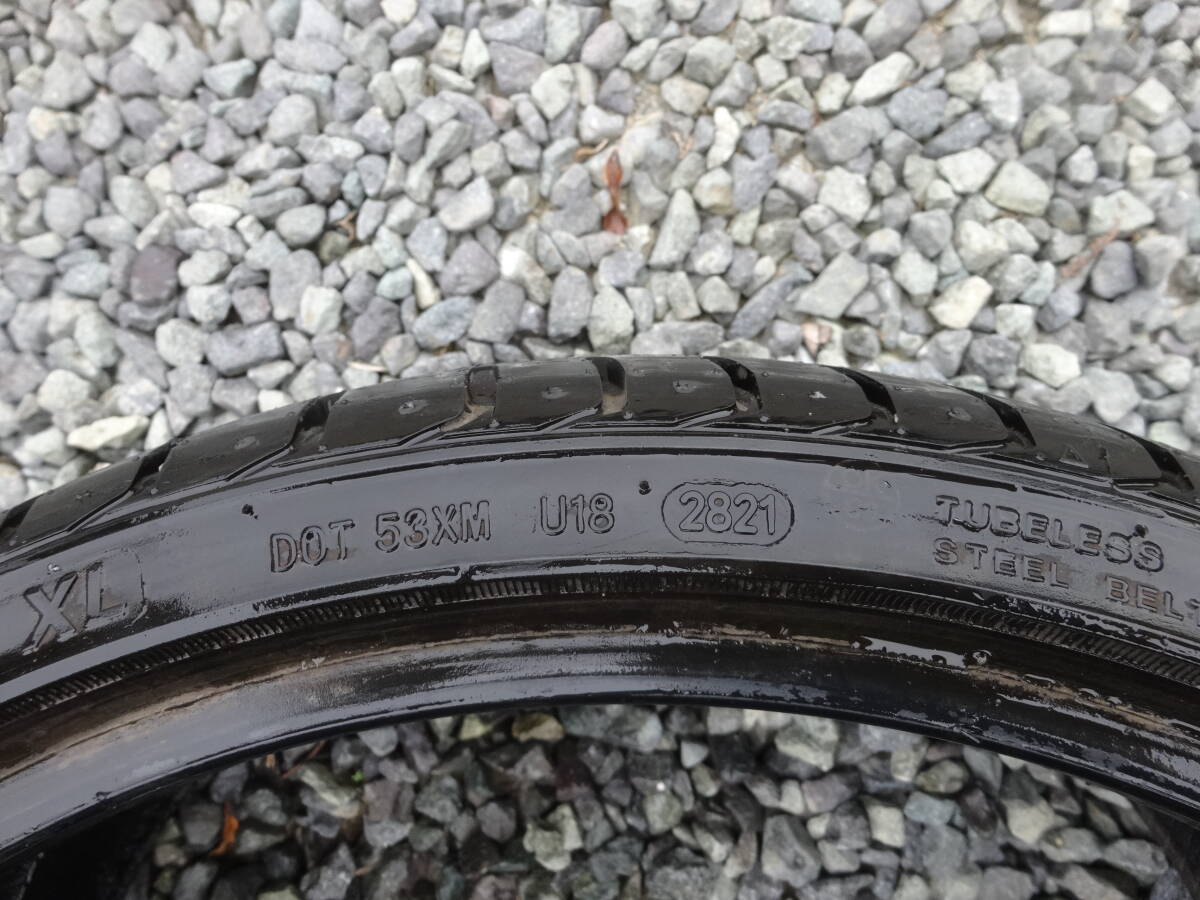 XL
DOT 53XM U18 2821
TUBELESS
STEEL BEL